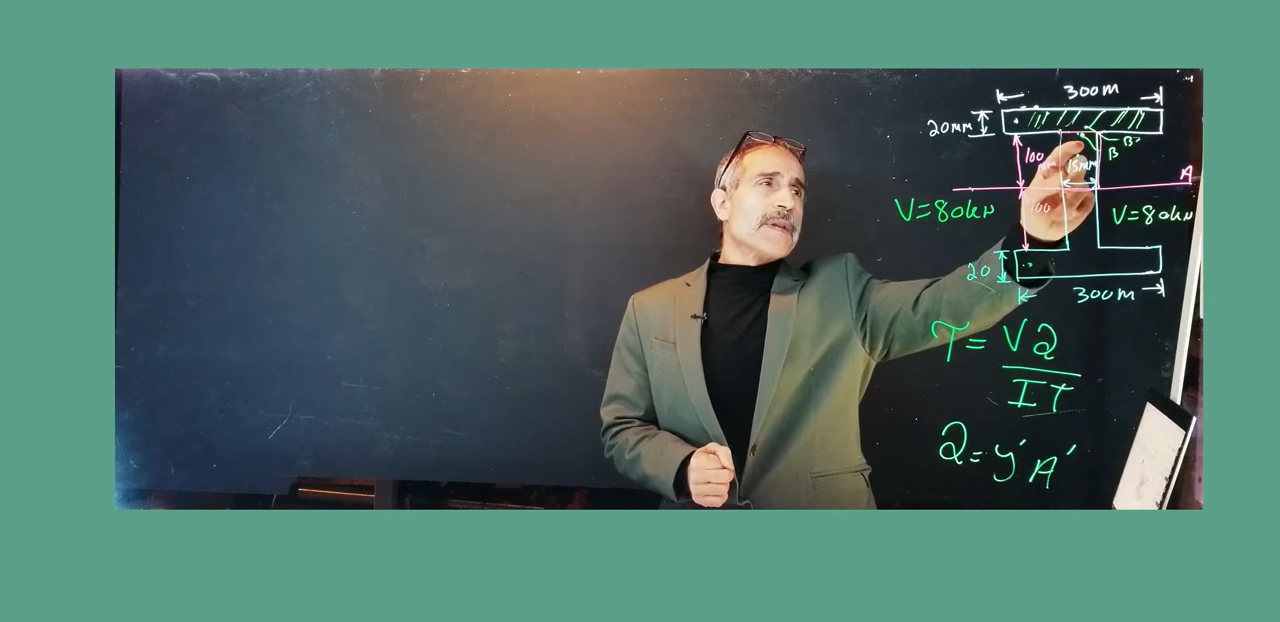 300M
20MM
B'
B
100
15MM
A
V=80kN
100
V=80kN
20
300M
T = VQ
IT
Q = y'A'